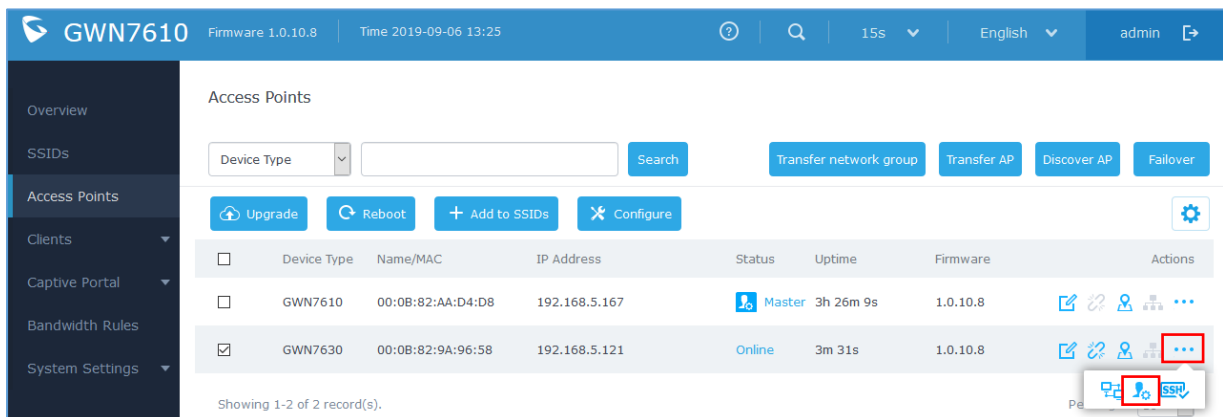 GWN7610 Firmware 1.0.10.8 Time 2019-09-06 13:25 ? 15s English admin
Overview
SSIDs
Access Points
Clients
Captive Portal
Bandwidth Rules
System Settings
Access Points
Device Type Search Transfer network group Transfer AP Discover AP Failover
Upgrade Reboot + Add to SSIDs Configure
Device Type Name/MAC IP Address Status Uptime Firmware Actions
GWN7610 00:0B:82:AA:D4:D8 192.168.5.167 Master 3h 26m 9s 1.0.10.8
GWN7630 00:0B:82:9A:96:58 192.168.5.121 Online 3m 31s 1.0.10.8
SSH
Showing 1-2 of 2 record(s).